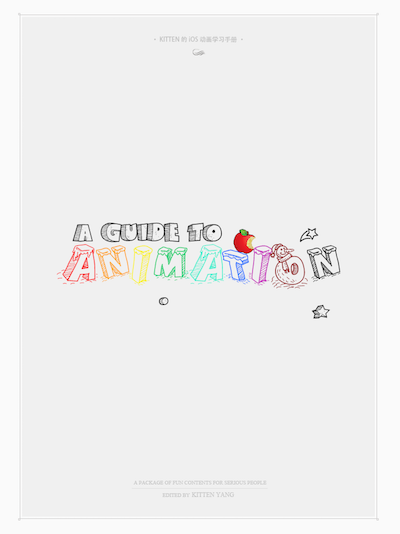 - KITTEN 的 iOS 动画学习手册 -
A GUIDE TO
ANIMATION
A PACKAGE OF FUN CONTENTS FOR SERIOUS PEOPLE
EDITED BY KITTEN YANG